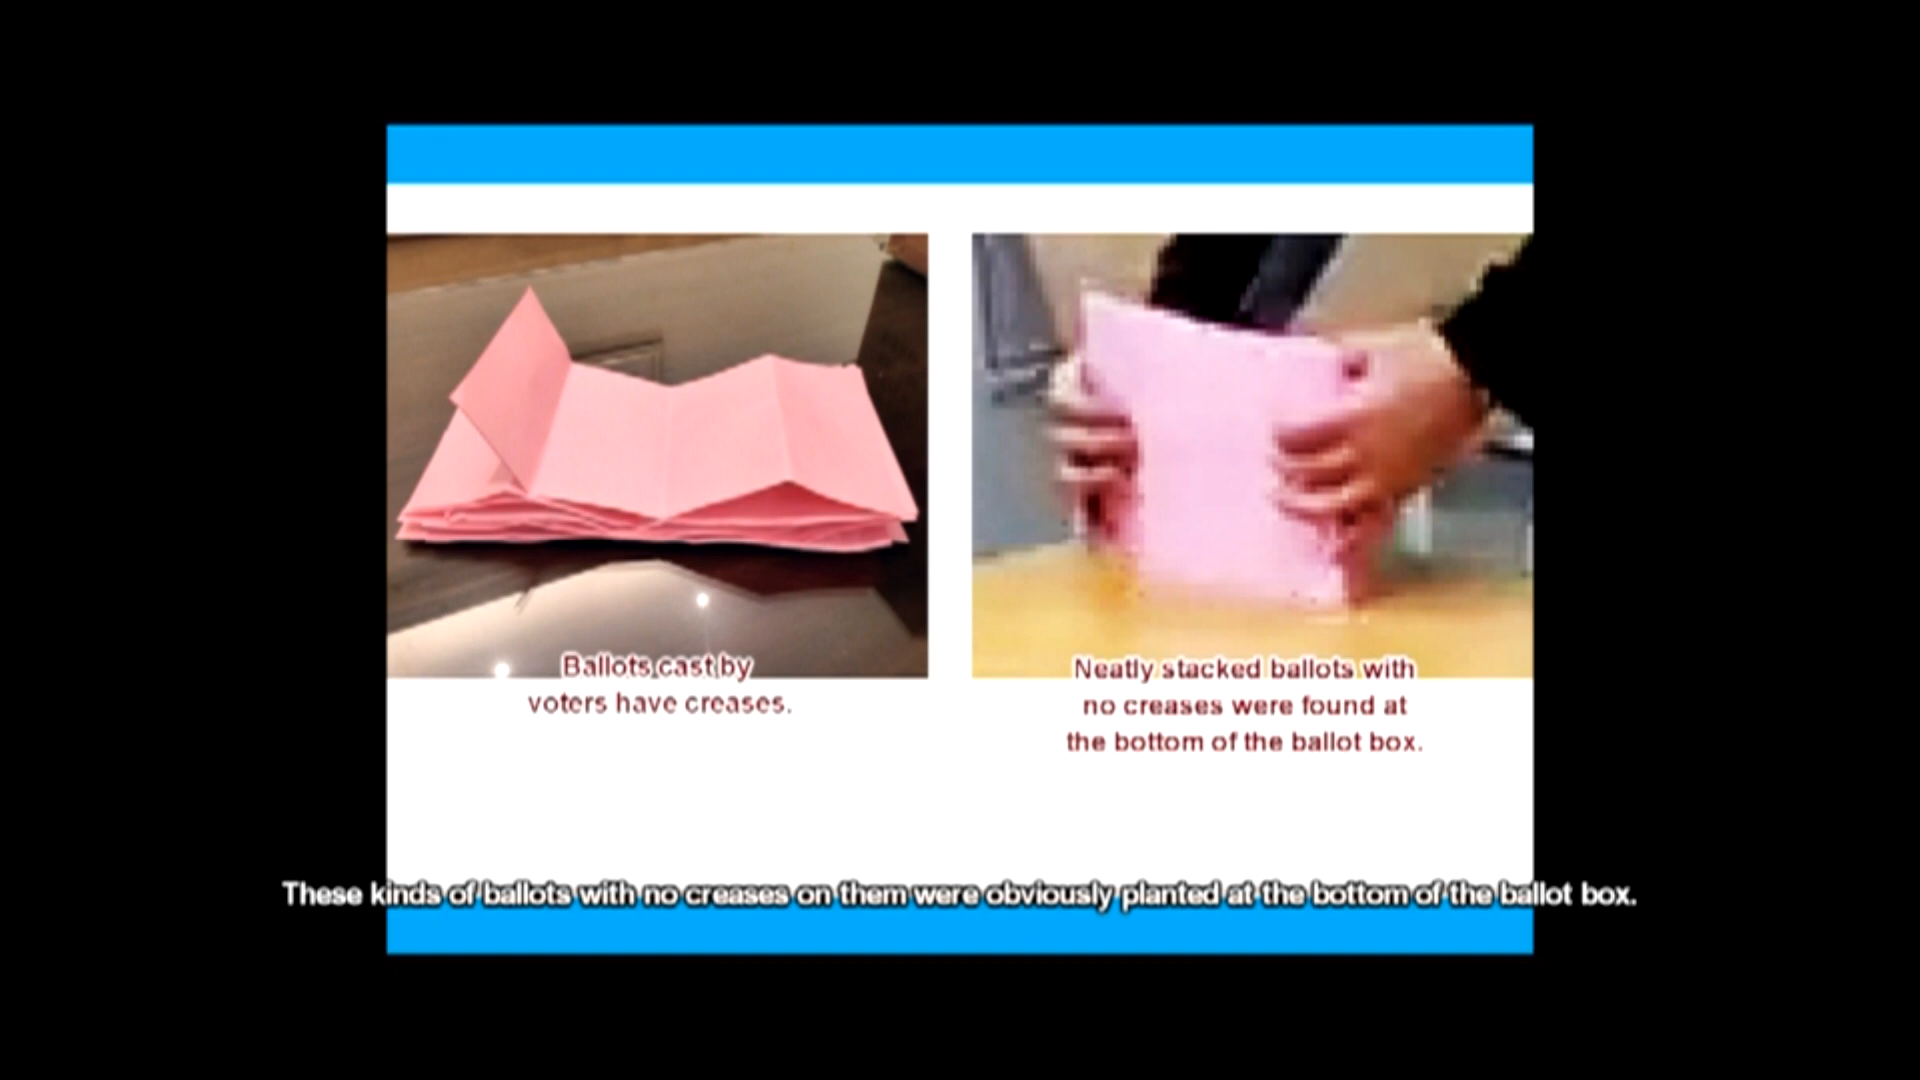 Ballots cast by
voters have creases.
Neatly stacked ballots with
no creases were found at
the bottom of the ballot box.
These kinds of ballots with no creases on them were obviously planted at the bottom of the ballot box.